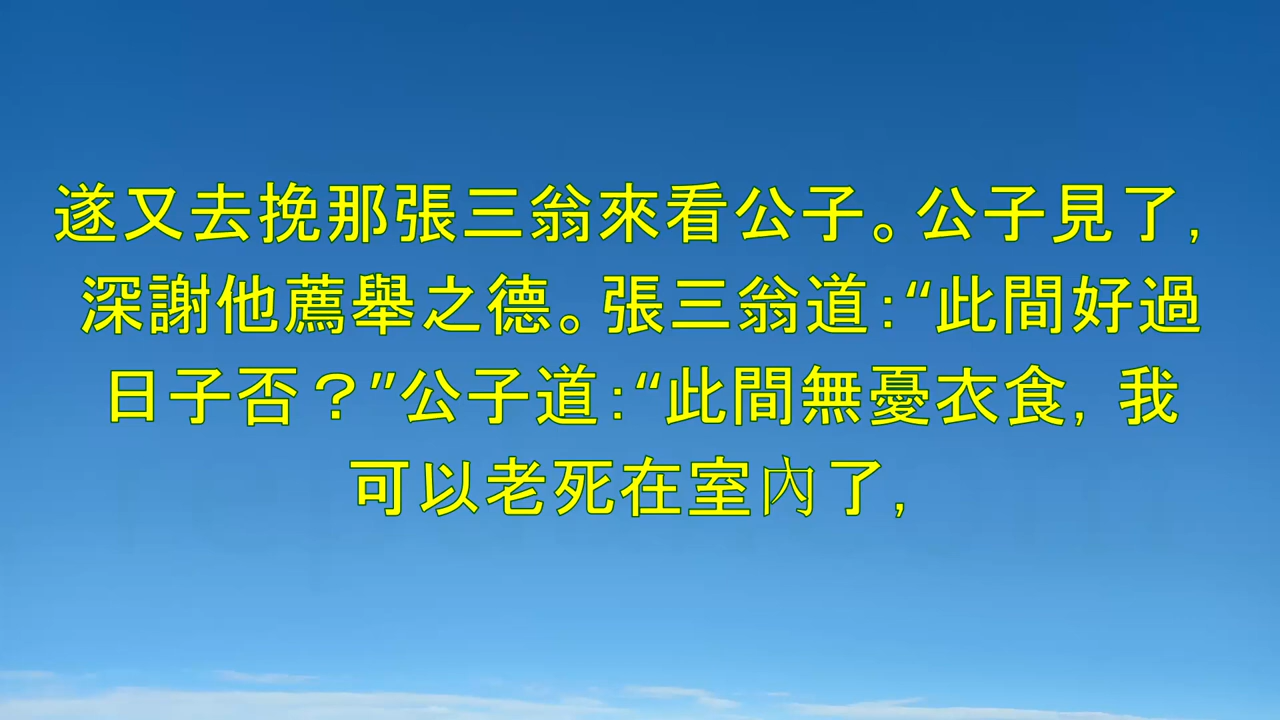 遂又去挽那張三翁來看公子。公子見了,
深謝他薦舉之德。張三翁道:“此間好過
日子否？”公子道:“此間無憂衣食, 我
可以老死在室內了,